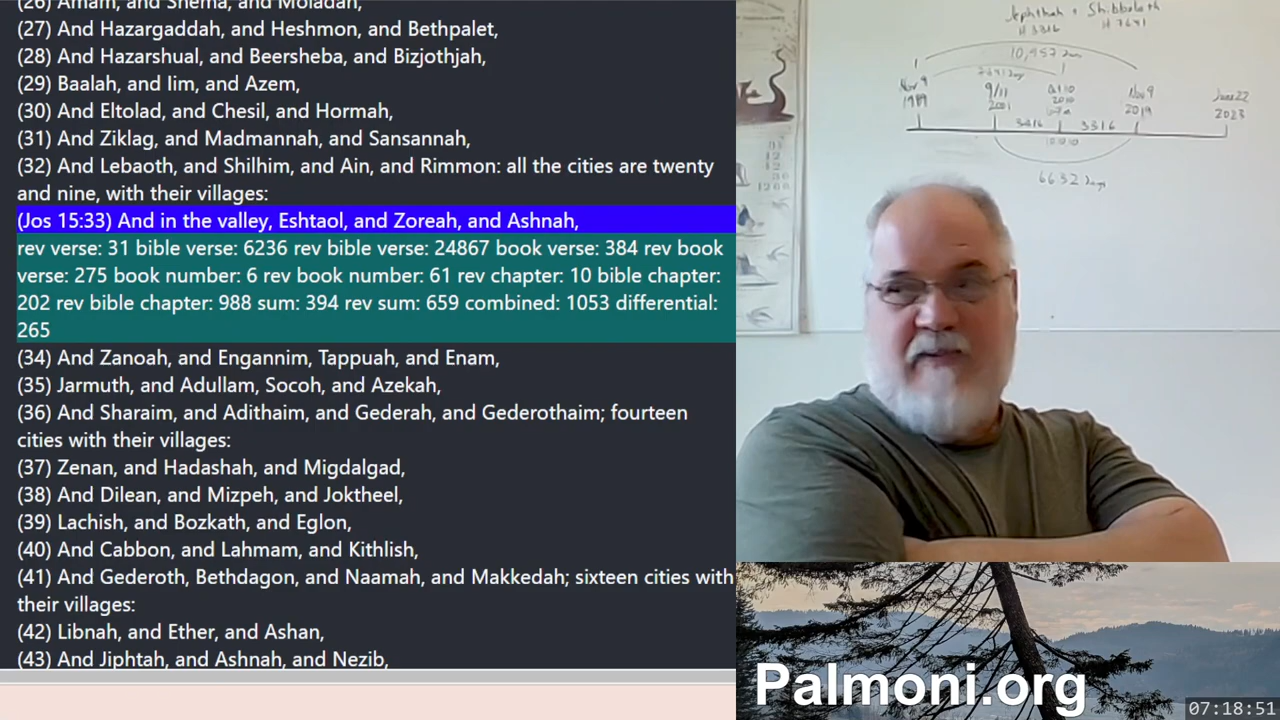 (26) Amam, and Shema, and Moladah,
(27) And Hazargaddah, and Heshmon, and Bethpalet,
(28) And Hazarshual, and Beersheba, and Bizjothjah,
(29) Baalah, and Iim, and Azem,
(30) And Eltolad, and Chesil, and Hormah,
(31) And Ziklag, and Madmannah, and Sansannah,
(32) And Lebaoth, and Shilhim, and Ain, and Rimmon: all the cities are twenty
and nine, with their villages:
(Jos 15:33) And in the valley, Eshtaol, and Zoreah, and Ashnah,
rev verse: 31 bible verse: 6236 rev bible verse: 24867 book verse: 384 rev book
verse: 275 book number: 6 rev book number: 61 rev chapter: 10 bible chapter:
202 rev bible chapter: 988 sum: 394 rev sum: 659 combined: 1053 differential:
265
(34) And Zanoah, and Engannim, Tappuah, and Enam,
(35) Jarmuth, and Adullam, Socoh, and Azekah,
(36) And Sharaim, and Adithaim, and Gederah, and Gederothaim; fourteen
cities with their villages:
(37) Zenan, and Hadashah, and Migdalgad,
(38) And Dilean, and Mizpeh, and Joktheel,
(39) Lachish, and Bozkath, and Eglon,
(40) And Cabbon, and Lahmam, and Kithlish,
(41) And Gederoth, Bethdagon, and Naamah, and Makkedah; sixteen cities with
their villages:
(42) Libnah, and Ether, and Ashan,
(43) And Jiphtah, and Ashnah, and Nezib,
Jephthah + Shibboleth
H3316 H7641
10,957 days
7641 days
Nov 9 9/11 Nov 9 June 22
1989 2001 2010 2019 2023
3316 3316
6632 days
Palmoni.org
07:18:51